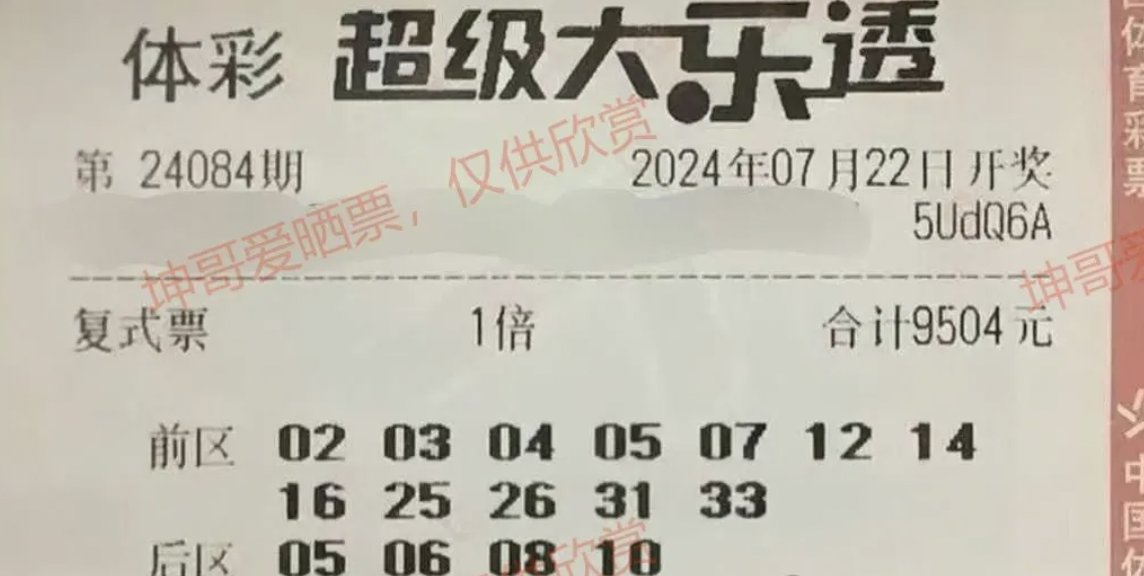 体彩 超级大乐透
第 24084期 2024年07月22日开奖
5UdQ6A
坤哥爱晒票，仅供欣赏
坤哥
复式票 1倍 合计9504元
前区 02 03 04 05 07 12 14
16 25 26 31 33
后区 05 06 08 10
欣赏
体育彩票
中国体